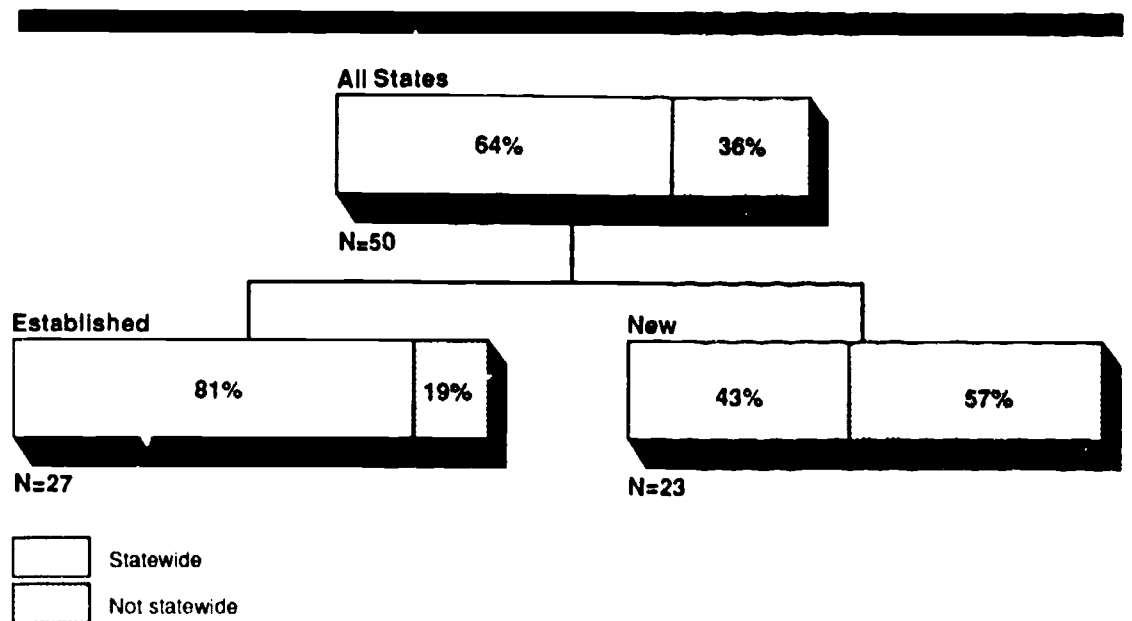 All States
64% 36%
N=50
Established
81% 19%
N=27
New
43% 57%
N=23
Statewide
Not statewide